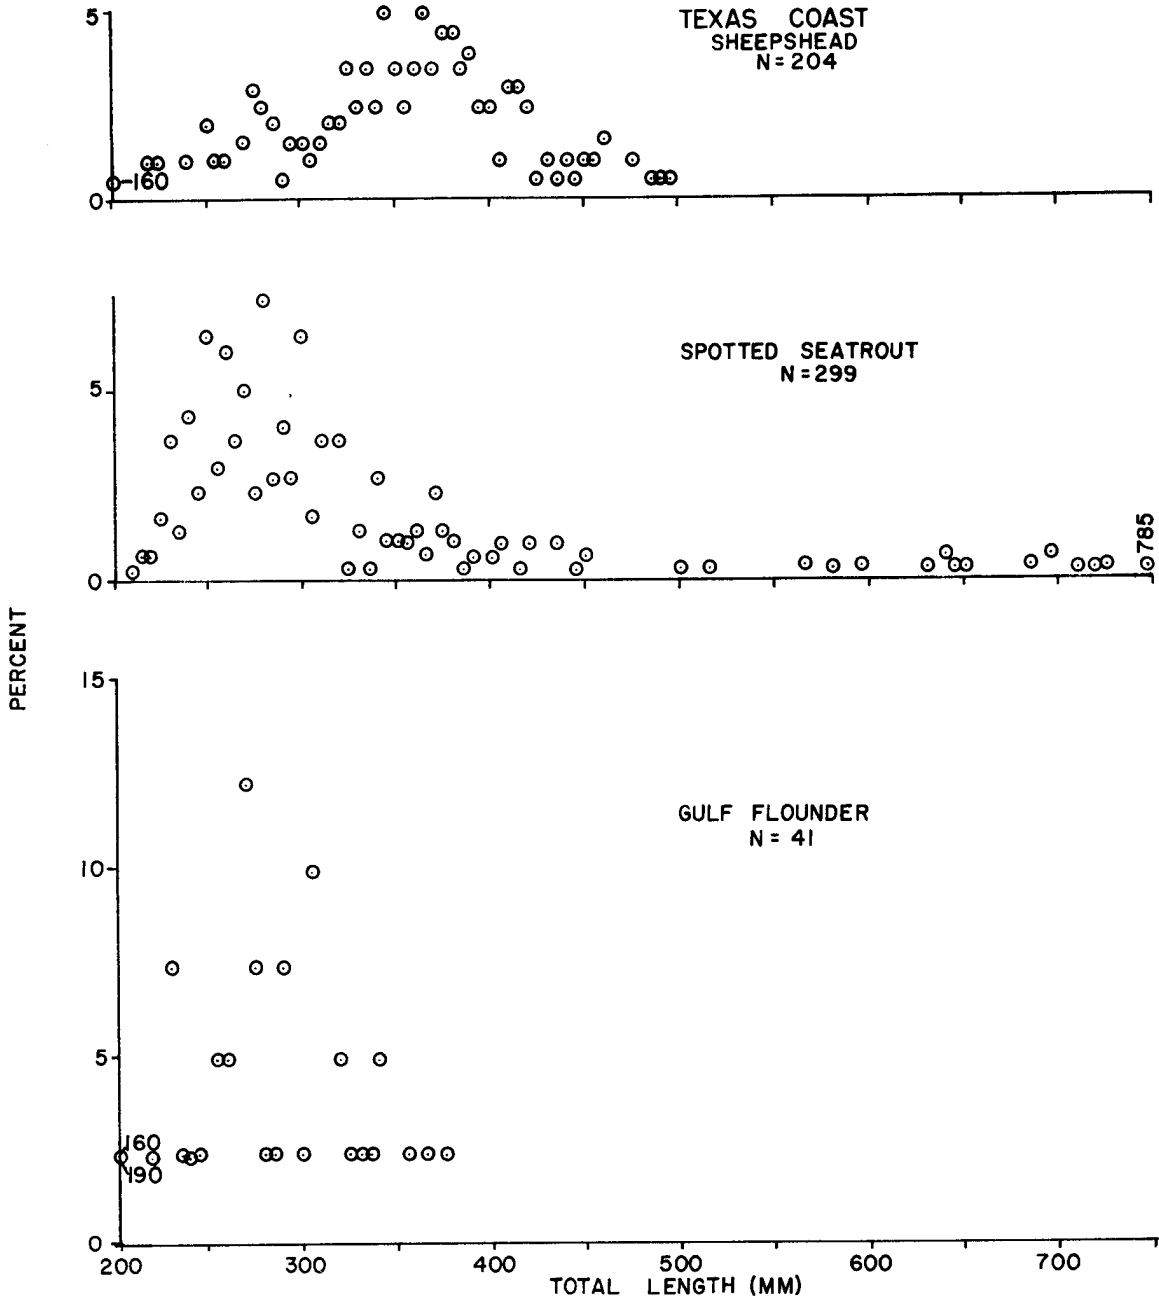 5
TEXAS COAST
SHEEPSHEAD
N=204
160
0
SPOTTED SEATROUT
N=299
5
785
0
PERCENT
15
GULF FLOUNDER
N= 41
10
5
160
190
0
200 300 400 500 600 700
TOTAL LENGTH (MM)